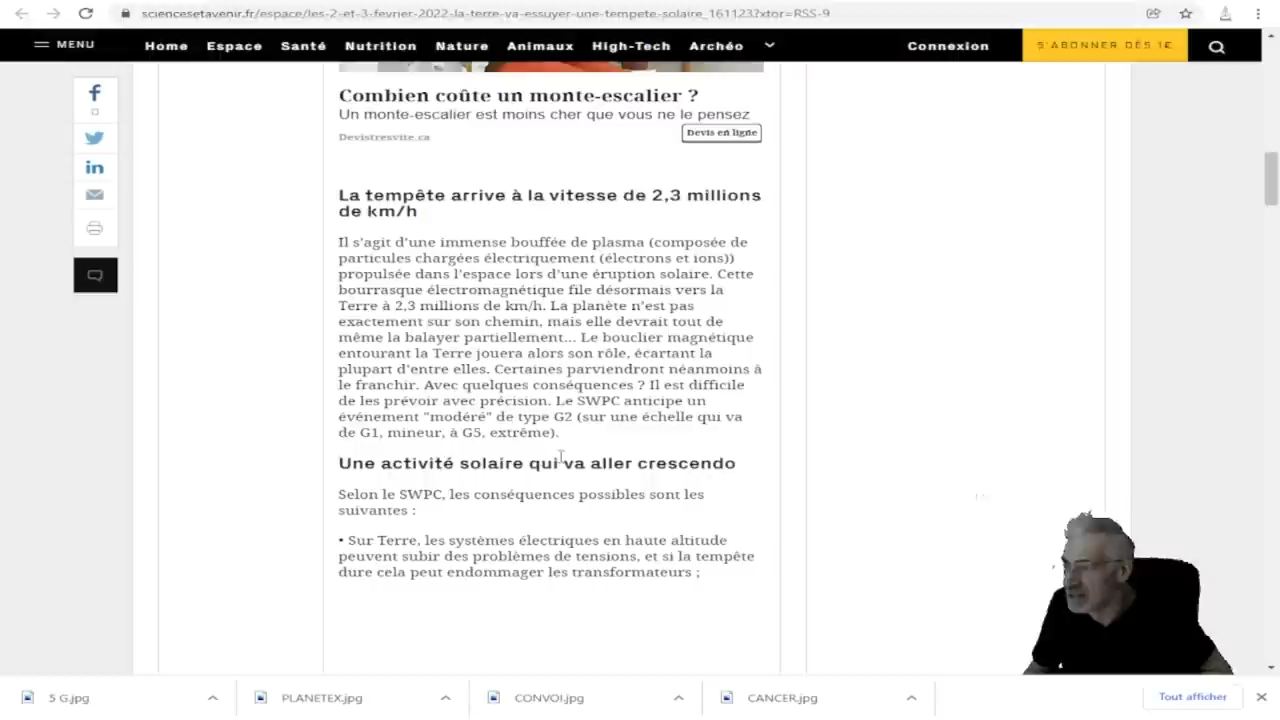 sciencesetavenir.fr/espace/les-2-et-3-fevrier-2022-la-terre-va-essuyer-une-tempete-solaire_161123?xtor=RSS-9
MENU Home Espace Santé Nutrition Nature Animaux High-Tech Archéo Connexion S'ABONNER DÈS 1€
Combien coûte un monte-escalier ?
Un monte-escalier est moins cher que vous ne le pensez
Devistresvite.ca Devis en ligne
La tempête arrive à la vitesse de 2,3 millions
de km/h
Il s'agit d'une immense bouffée de plasma (composée de
particules chargées électriquement (électrons et ions))
propulsée dans l'espace lors d'une éruption solaire. Cette
bourrasque électromagnétique file désormais vers la
Terre à 2,3 millions de km/h. La planète n'est pas
exactement sur son chemin, mais elle devrait tout de
même la balayer partiellement... Le bouclier magnétique
entourant la Terre jouera alors son rôle, écartant la
plupart d'entre elles. Certaines parviendront néanmoins à
le franchir. Avec quelques conséquences ? Il est difficile
de les prévoir avec précision. Le SWPC anticipe un
événement "modéré" de type G2 (sur une échelle qui va
de G1, mineur, à G5, extrême).
Une activité solaire qui va aller crescendo
Selon le SWPC, les conséquences possibles sont les
suivantes :
• Sur Terre, les systèmes électriques en haute altitude
peuvent subir des problèmes de tensions, et si la tempête
dure cela peut endommager les transformateurs ;
5 G.jpg PLANETEX.jpg CONVOI.jpg CANCER.jpg Tout afficher